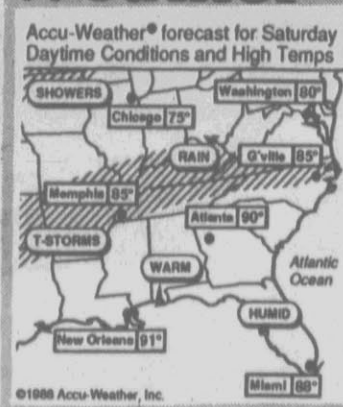 Accu-Weather® forecast for Saturday
Daytime Conditions and High Temps
SHOWERS
Washington 80°
Chicago 75°
RAIN
G'ville 85°
Memphis 85°
Atlanta 90°
T-STORMS
WARM
Atlantic
Ocean
HUMID
New Orleans 91°
Miami 88°
©1986 Accu-Weather, Inc.